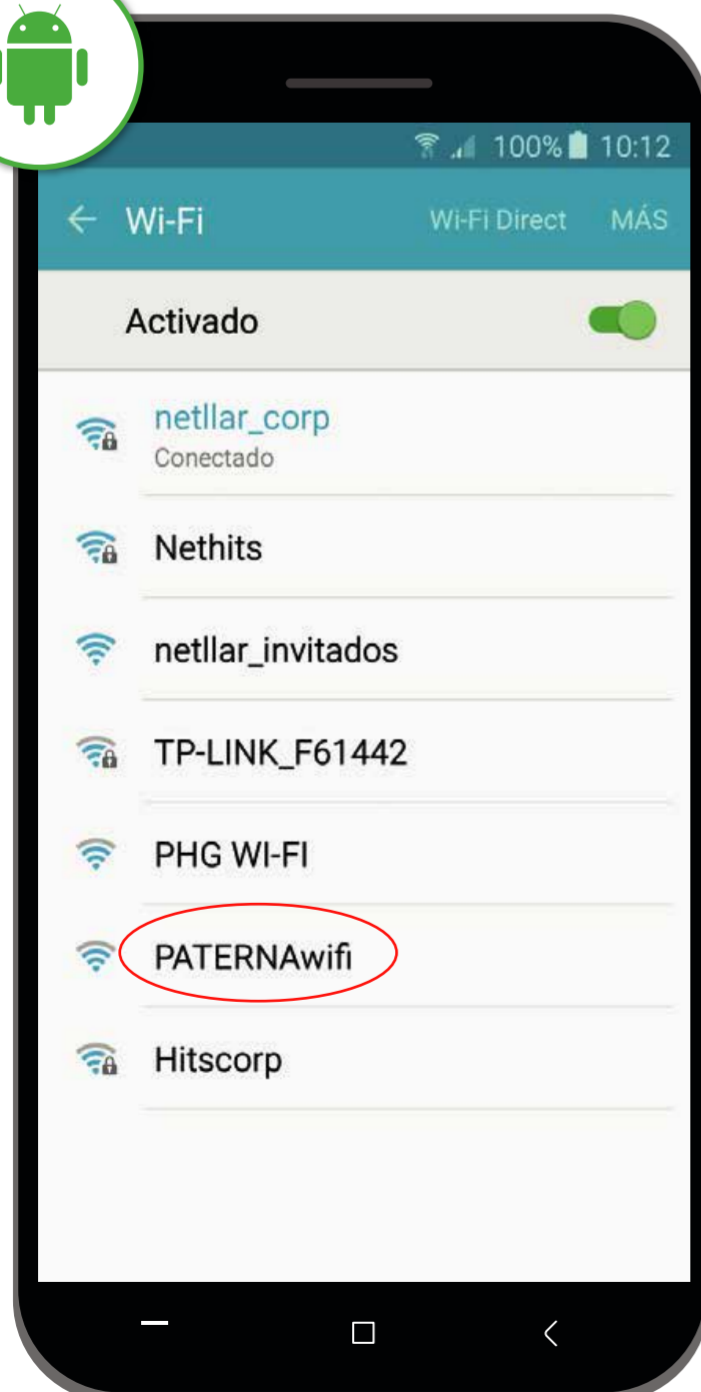 100% 10:12
Wi-Fi Wi-Fi Direct MÁS
Activado
netllar_corp
Conectado
Nethits
netllar_invitados
TP-LINK_F61442
PHG WI-FI
PATERNAwifi
Hitscorp